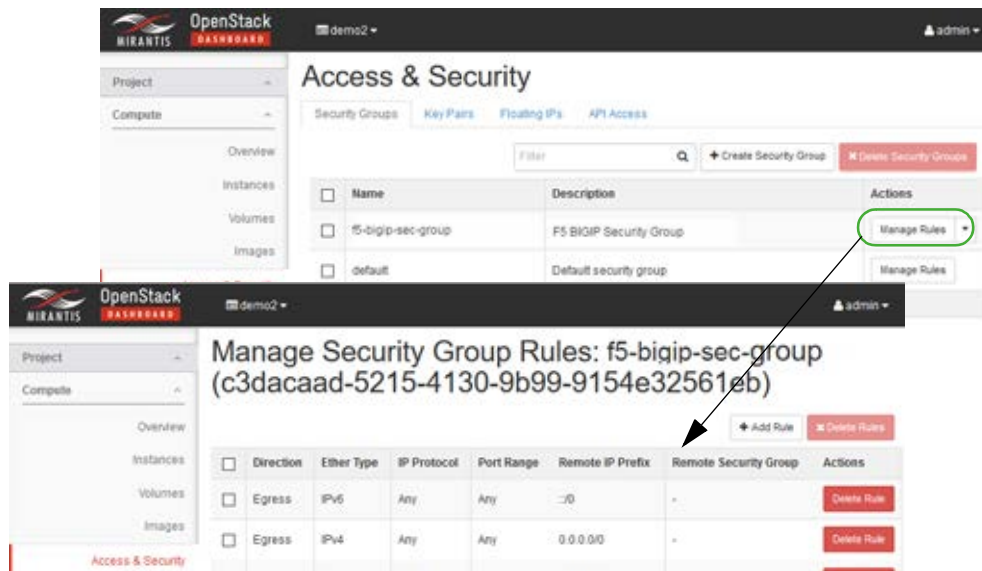 MIRANTIS OpenStack DASHBOARD demo2 admin
Project
Compute
Overview
Instances
Volumes
Images
Access & Security
Security Groups Key Pairs Floating IPs API Access
Filter + Create Security Group × Delete Security Groups
Name Description Actions
f5-bigip-sec-group F5 BIGIP Security Group Manage Rules
default Default security group Manage Rules
MIRANTIS OpenStack DASHBOARD demo2 admin
Project
Compute
Overview
Instances
Volumes
Images
Access & Security
Manage Security Group Rules: f5-bigip-sec-group
(c3dacaad-5215-4130-9b99-9154e32561eb)
+ Add Rule × Delete Rules
Direction Ether Type IP Protocol Port Range Remote IP Prefix Remote Security Group Actions
Egress IPv6 Any Any ::/0 - Delete Rule
Egress IPv4 Any Any 0.0.0.0/0 - Delete Rule